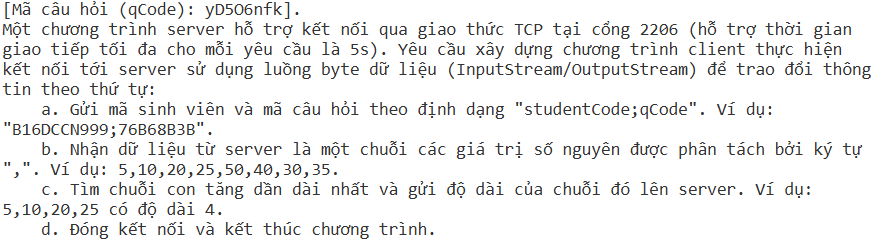 [Mã câu hỏi (qCode): yD5O6nfk].
Một chương trình server hỗ trợ kết nối qua giao thức TCP tại cổng 2206 (hỗ trợ thời gian
giao tiếp tối đa cho mỗi yêu cầu là 5s). Yêu cầu xây dựng chương trình client thực hiện
kết nối tới server sử dụng luồng byte dữ liệu (InputStream/OutputStream) để trao đổi thông
tin theo thứ tự:
a. Gửi mã sinh viên và mã câu hỏi theo định dạng "studentCode;qCode". Ví dụ:
"B16DCCN999;76B68B3B".
b. Nhận dữ liệu từ server là một chuỗi các giá trị số nguyên được phân tách bởi ký tự
",". Ví dụ: 5,10,20,25,50,40,30,35.
c. Tìm chuỗi con tăng dần dài nhất và gửi độ dài của chuỗi đó lên server. Ví dụ:
5,10,20,25 có độ dài 4.
d. Đóng kết nối và kết thúc chương trình.